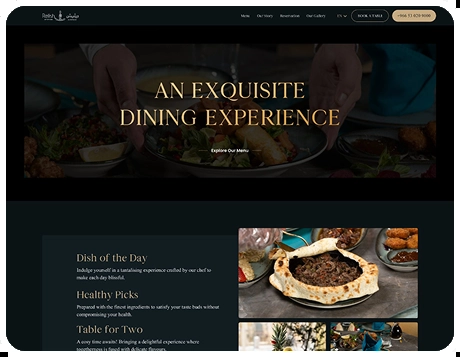 Relish
Menu Our Story Reservation Our Gallery EN BOOK A TABLE
AN EXQUISITE
DINING EXPERIENCE
Explore Our Menu
Dish of the Day
Indulge yourself in a tantalising experience crafted by our chef to
make each day blissful.
Healthy Picks
Prepared with the finest ingredients to satisfy your taste buds without
compromising your health.
Table for Two
A cosy time awaits! Bringing a delightful experience where
togetherness is fused with delicate flavours.